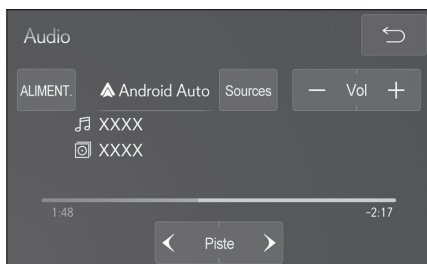 Audio
ALIMENT. Android Auto Sources — Vol +
XXXX
XXXX
1:48 -2:17
Piste